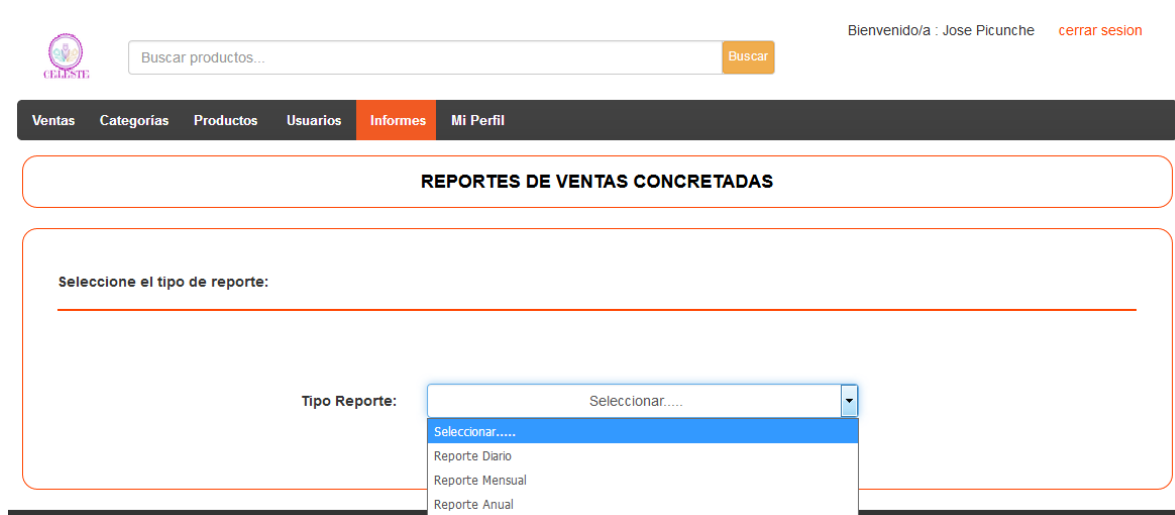 Bienvenido/a : Jose Picunche cerrar sesion
CELESTE
Buscar productos...
Buscar
Ventas Categorías Productos Usuarios Informes Mi Perfil
REPORTES DE VENTAS CONCRETADAS
Seleccione el tipo de reporte:
Tipo Reporte: Seleccionar.....
Seleccionar.....
Reporte Diario
Reporte Mensual
Reporte Anual